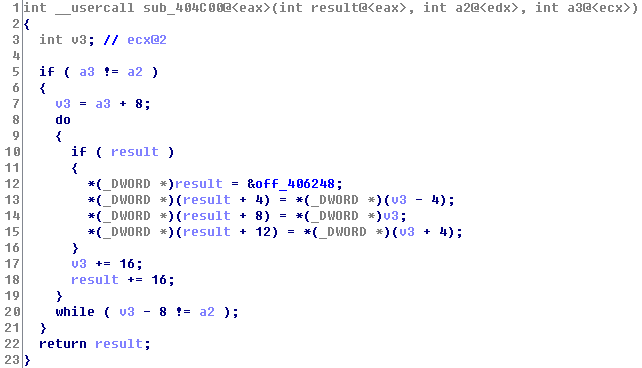 1 int __usercall sub_404C00@<eax>(int result@<eax>, int a2@<edx>, int a3@<ecx>)
2 {
3 int v3; // ecx@2
4
5 if ( a3 != a2 )
6 {
7 v3 = a3 + 8;
8 do
9 {
10 if ( result )
11 {
12 *(_DWORD *)result = &off_406248;
13 *(_DWORD *)(result + 4) = *(_DWORD *)(v3 - 4);
14 *(_DWORD *)(result + 8) = *(_DWORD *)v3;
15 *(_DWORD *)(result + 12) = *(_DWORD *)(v3 + 4);
16 }
17 v3 += 16;
18 result += 16;
19 }
20 while ( v3 - 8 != a2 );
21 }
22 return result;
23 }